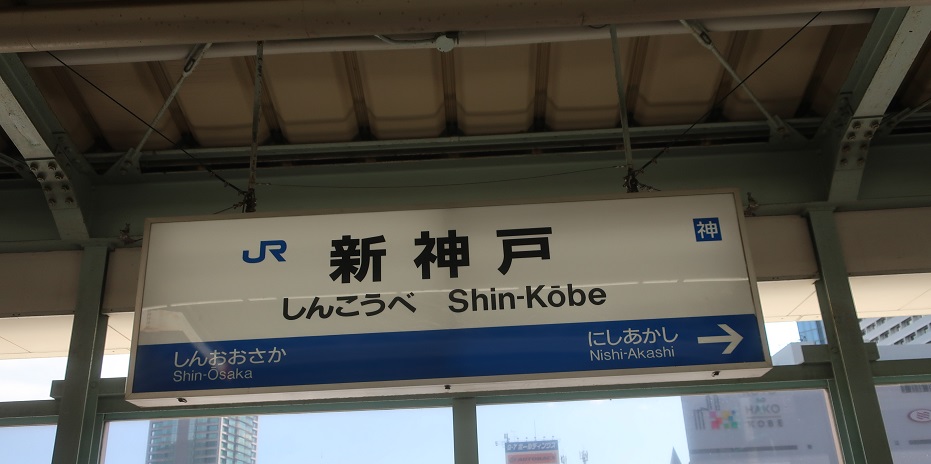 JR 新神戸 神
しんこうべ Shin-Kōbe
しんおおさか
Shin-Osaka
にしあかし
Nishi-Akashi